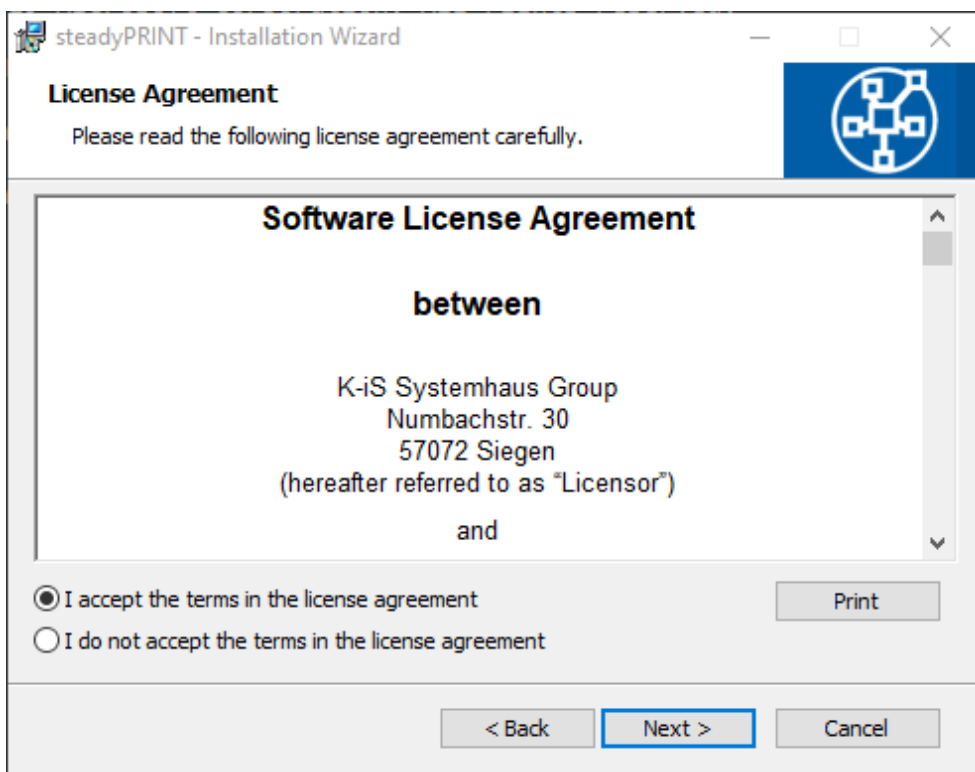 steadyPRINT - Installation Wizard
License Agreement
Please read the following license agreement carefully.
Software License Agreement
between
K-iS Systemhaus Group
Numbachstr. 30
57072 Siegen
(hereafter referred to as “Licensor”)
and
I accept the terms in the license agreement
Print
I do not accept the terms in the license agreement
< Back
Next >
Cancel